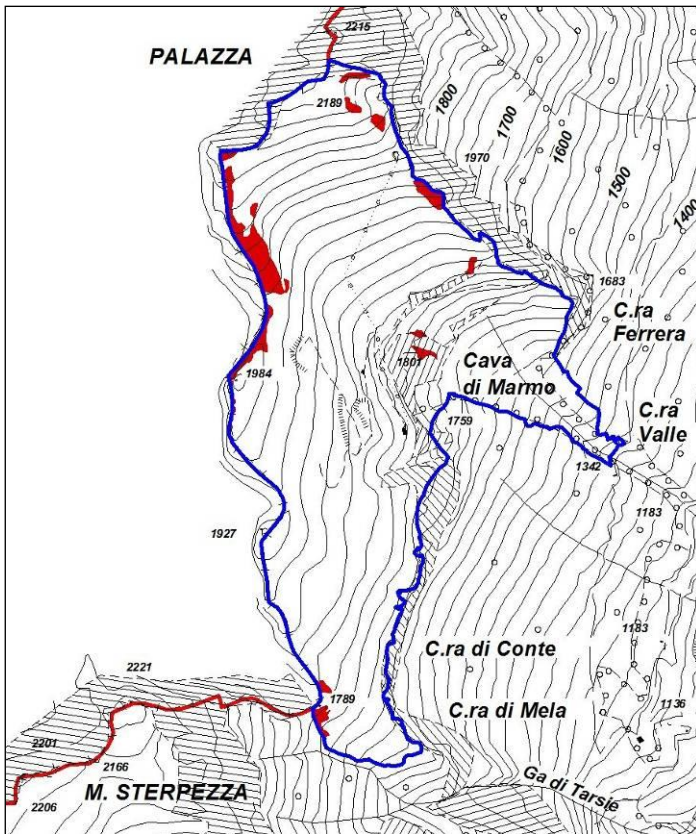 2215
PALAZZA
2189
1800
1700
1600
1500
1400
1970
1683
C.ra
Ferrera
1801
Cava
di Marmo
1984
1759
C.ra
Valle
1342
1183
1927
1183
C.ra di Conte
2221
1789
C.ra di Mela
1136
2201
2166
M. STERPEZZA
2206
Ga di Tarsie